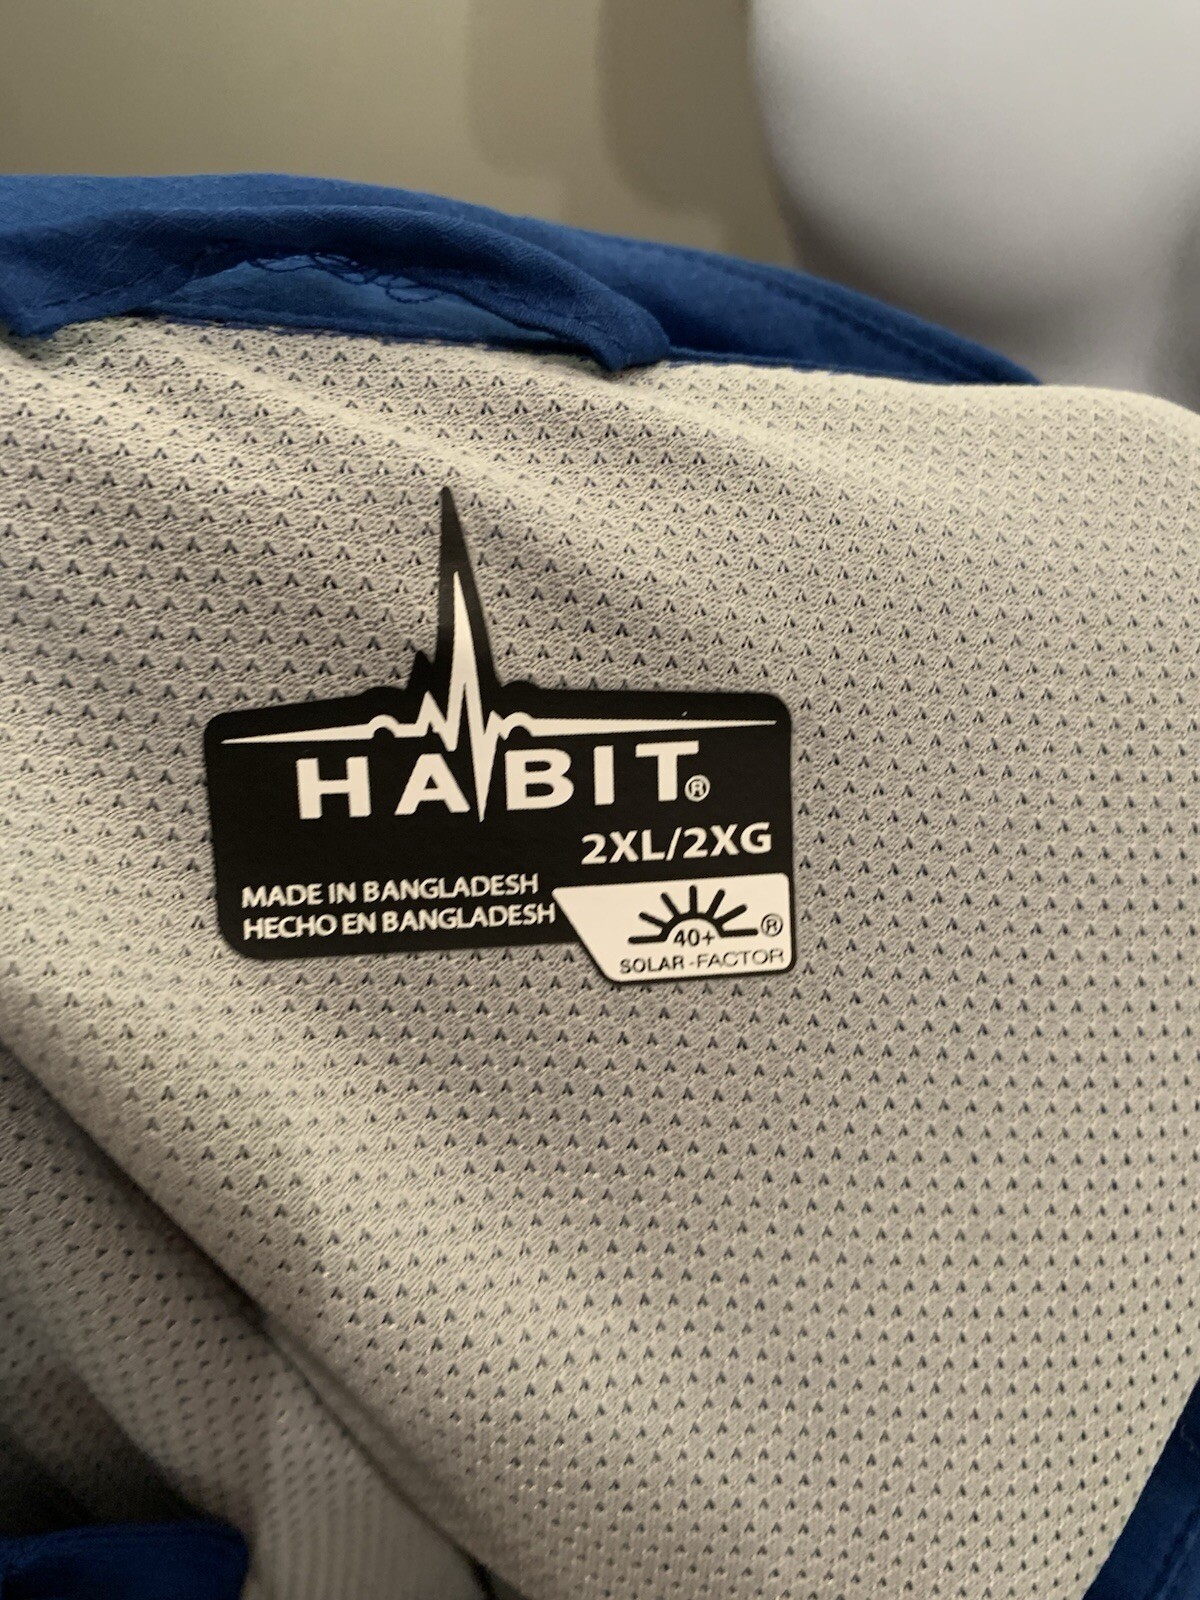 HABIT®
2XL/2XG
MADE IN BANGLADESH
HECHO EN BANGLADESH
40+ ®
SOLAR-FACTOR